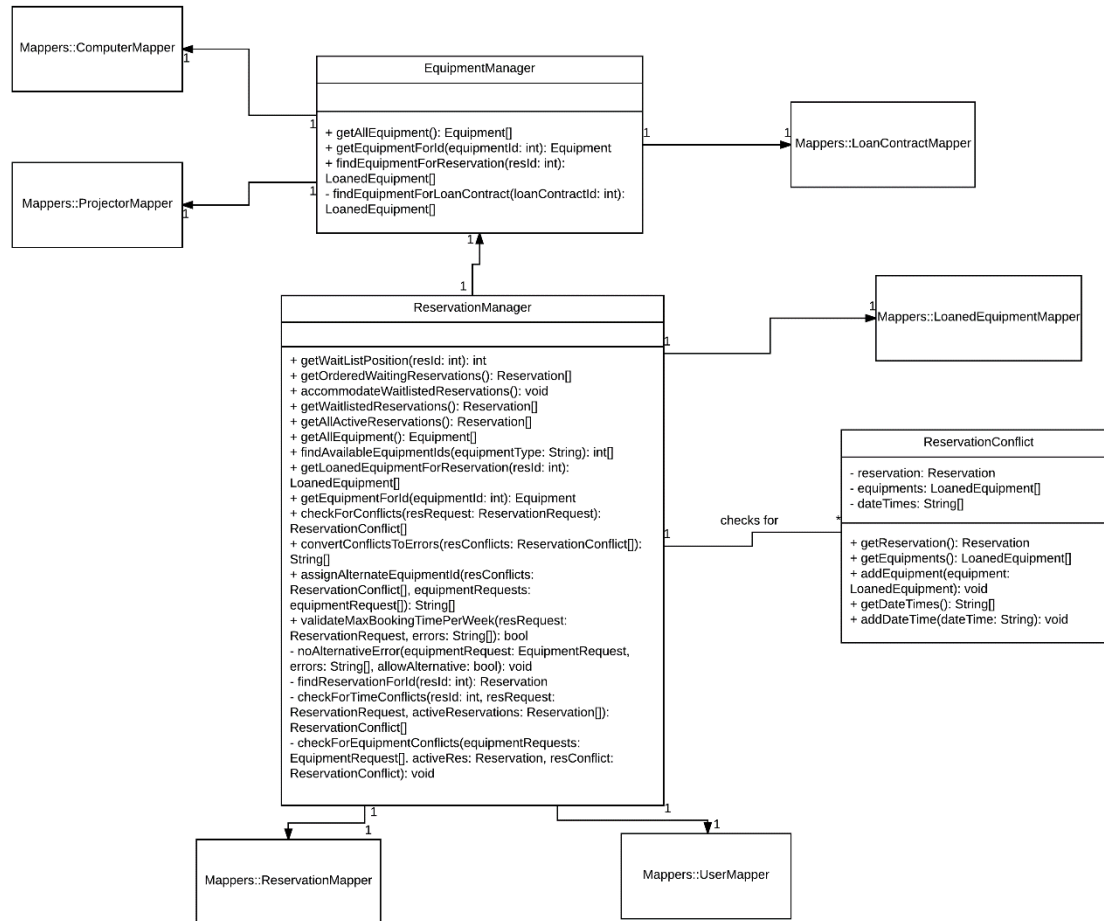 Mappers::ComputerMapper
1
EquipmentManager
1
+ getAllEquipment(): Equipment[]
+ getEquipmentForId(equipmentId: int): Equipment
+ findEquipmentForReservation(resId: int):
LoanedEquipment[]
- findEquipmentForLoanContract(loanContractId: int):
LoanedEquipment[]
1
1
Mappers::LoanContractMapper
Mappers::ProjectorMapper
1
1
1
1
ReservationManager
+ getWaitListPosition(resId: int): int
+ getOrderedWaitingReservations(): Reservation[]
+ accommodateWaitlistedReservations(): void
+ getWaitlistedReservations(): Reservation[]
+ getAllActiveReservations(): Reservation[]
+ getAllEquipment(): Equipment[]
+ findAvailableEquipmentIds(equipmentType: String): int[]
+ getLoanedEquipmentForReservation(resId: int):
LoanedEquipment[]
+ getEquipmentForId(equipmentId: int): Equipment
+ checkForConflicts(resRequest: ReservationRequest):
ReservationConflict[]
+ convertConflictsToErrors(resConflicts: ReservationConflict[]):
String[]
+ assignAlternateEquipmentId(resConflicts:
ReservationConflict[], equipmentRequests:
equipmentRequest[]): String[]
+ validateMaxBookingTimePerWeek(resRequest:
ReservationRequest, errors: String[]): bool
- noAlternativeError(equipmentRequest: EquipmentRequest,
errors: String[], allowAlternative: bool): void
- findReservationForId(resId: int): Reservation
- checkForTimeConflicts(resId: int, resRequest:
ReservationRequest, activeReservations: Reservation[]):
ReservationConflict[]
- checkForEquipmentConflicts(equipmentRequests:
EquipmentRequest[]. activeRes: Reservation, resConflict:
ReservationConflict): void
1
1
Mappers::LoanedEquipmentMapper
1
checks for
*
ReservationConflict
- reservation: Reservation
- equipments: LoanedEquipment[]
- dateTimes: String[]
+ getReservation(): Reservation
+ getEquipments(): LoanedEquipment[]
+ addEquipment(equipment:
LoanedEquipment): void
+ getDateTimes(): String[]
+ addDateTime(dateTime: String): void
1
1
Mappers::ReservationMapper
1
1
Mappers::UserMapper